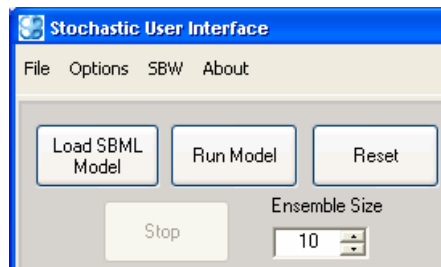 Stochastic User Interface
File Options SBW About
Load SBML
Model
Run Model
Reset
Stop
Ensemble Size
10